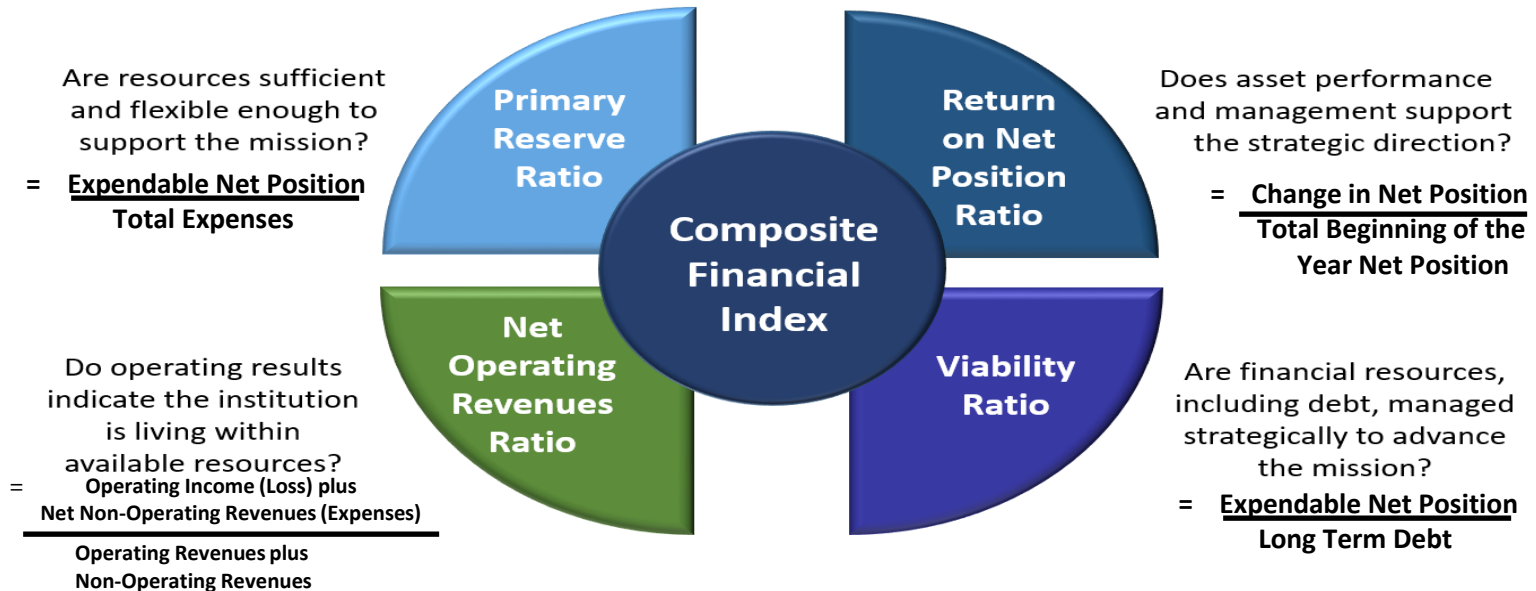 Are resources sufficient
and flexible enough to
support the mission?
= Expendable Net Position
Total Expenses
Primary
Reserve
Ratio
Return
on Net
Position
Ratio
Does asset performance
and management support
the strategic direction?
= Change in Net Position
Total Beginning of the
Year Net Position
Composite
Financial
Index
Do operating results
indicate the institution
is living within
available resources?
= Operating Income (Loss) plus
Net Non-Operating Revenues (Expenses)
Operating Revenues plus
Non-Operating Revenues
Net
Operating
Revenues
Ratio
Viability
Ratio
Are financial resources,
including debt, managed
strategically to advance
the mission?
= Expendable Net Position
Long Term Debt